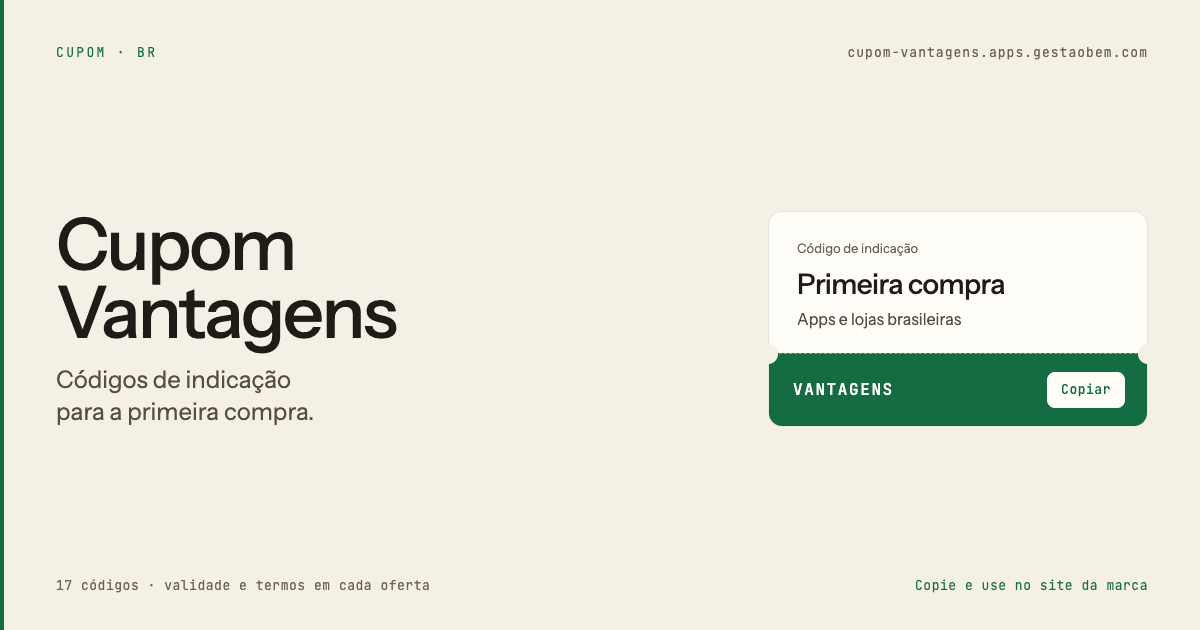 CUPOM · BR
cupom-vantagens.apps.gestaobem.com
Cupom
Vantagens
Códigos de indicação
para a primeira compra.
Código de indicação
Primeira compra
Apps e lojas brasileiras
VANTAGENS
Copiar
17 códigos · validade e termos em cada oferta
Copie e use no site da marca